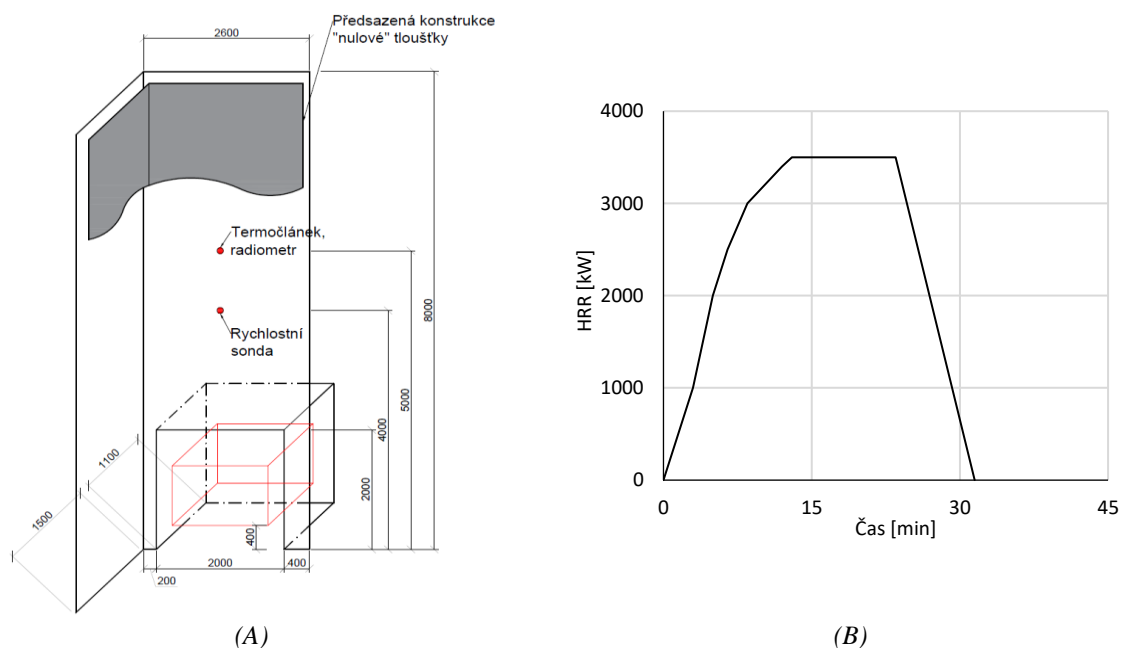 Předsazená konstrukce
"nulové" tloušťky
2600
Termočlánek,
radiometr
Rychlostní
sonda
8000
5000
4000
2000
1100
1500
400
200
2000
400
(A)
4000
3000
2000
1000
0
HRR [kW]
0
15
30
45
Čas [min]
(B)